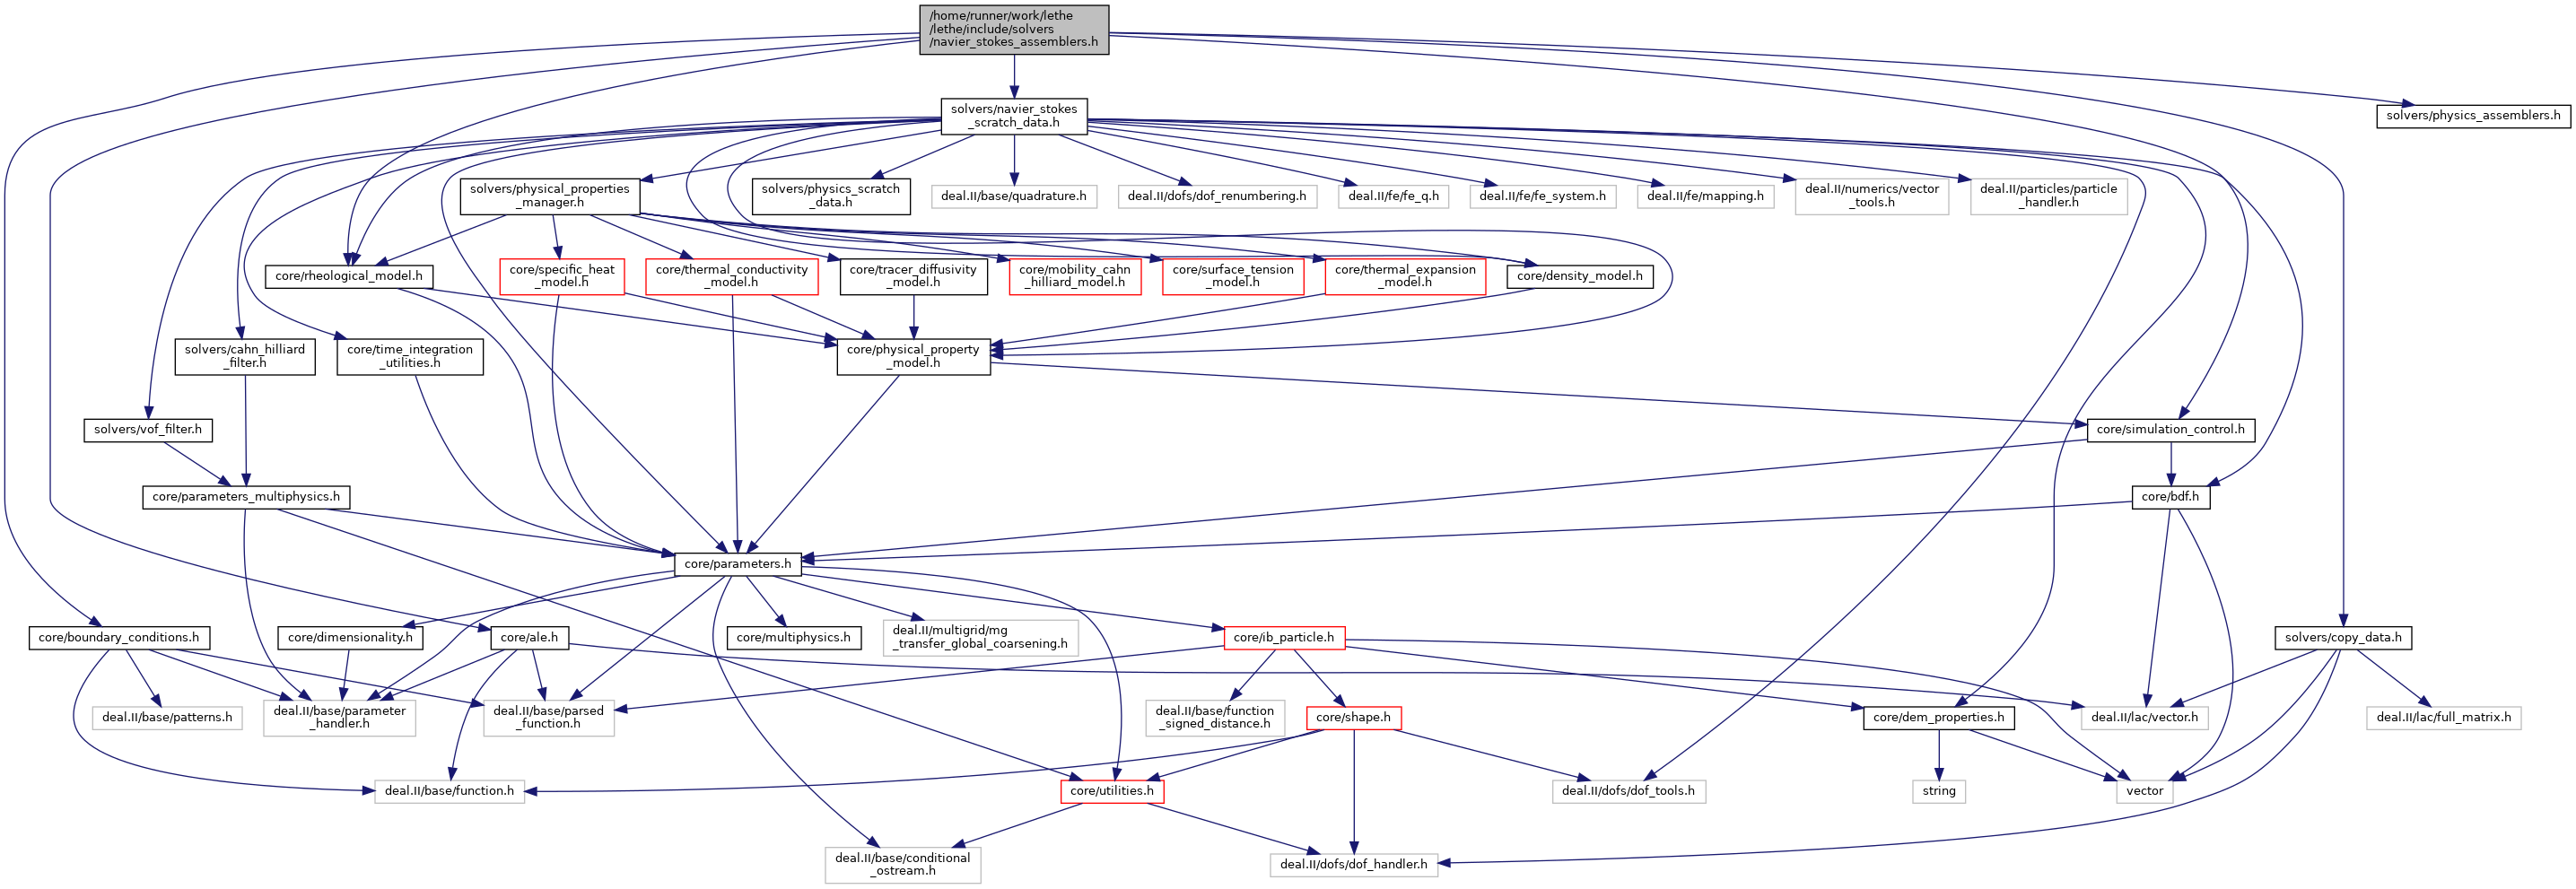 /home/runner/work/lethe
/lethe/include/solvers
/navier_stokes_assemblers.h
solvers/navier_stokes
_scratch_data.h
solvers/physics_assemblers.h
solvers/physical_properties
_manager.h
solvers/physics_scratch
_data.h
deal.II/base/quadrature.h
deal.II/dofs/dof_renumbering.h
deal.II/fe/fe_q.h
deal.II/fe/fe_system.h
deal.II/fe/mapping.h
deal.II/numerics/vector
_tools.h
deal.II/particles/particle
_handler.h
core/rheological_model.h
core/specific_heat
_model.h
core/thermal_conductivity
_model.h
core/tracer_diffusivity
_model.h
core/mobility_cahn
_hilliard_model.h
core/surface_tension
_model.h
core/thermal_expansion
_model.h
core/density_model.h
solvers/cahn_hilliard
_filter.h
core/time_integration
_utilities.h
core/physical_property
_model.h
solvers/vof_filter.h
core/simulation_control.h
core/parameters_multiphysics.h
core/bdf.h
core/parameters.h
core/boundary_conditions.h
core/dimensionality.h
core/ale.h
core/multiphysics.h
deal.II/multigrid/mg
_transfer_global_coarsening.h
core/ib_particle.h
solvers/copy_data.h
deal.II/base/patterns.h
deal.II/base/parameter
_handler.h
deal.II/base/parsed
_function.h
deal.II/base/function
_signed_distance.h
core/shape.h
core/dem_properties.h
deal.II/lac/vector.h
deal.II/lac/full_matrix.h
deal.II/base/function.h
core/utilities.h
deal.II/dofs/dof_tools.h
string
vector
deal.II/base/conditional
_ostream.h
deal.II/dofs/dof_handler.h